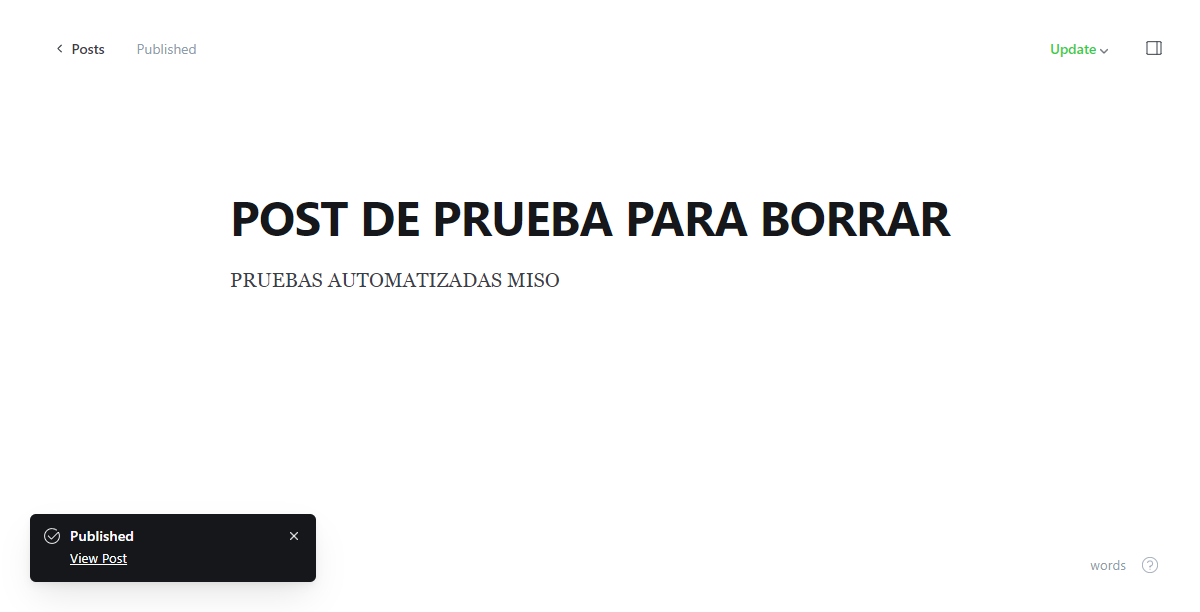 Posts Published Update
POST DE PRUEBA PARA BORRAR
PRUEBAS AUTOMATIZADAS MISO
Published
View Post
words ?